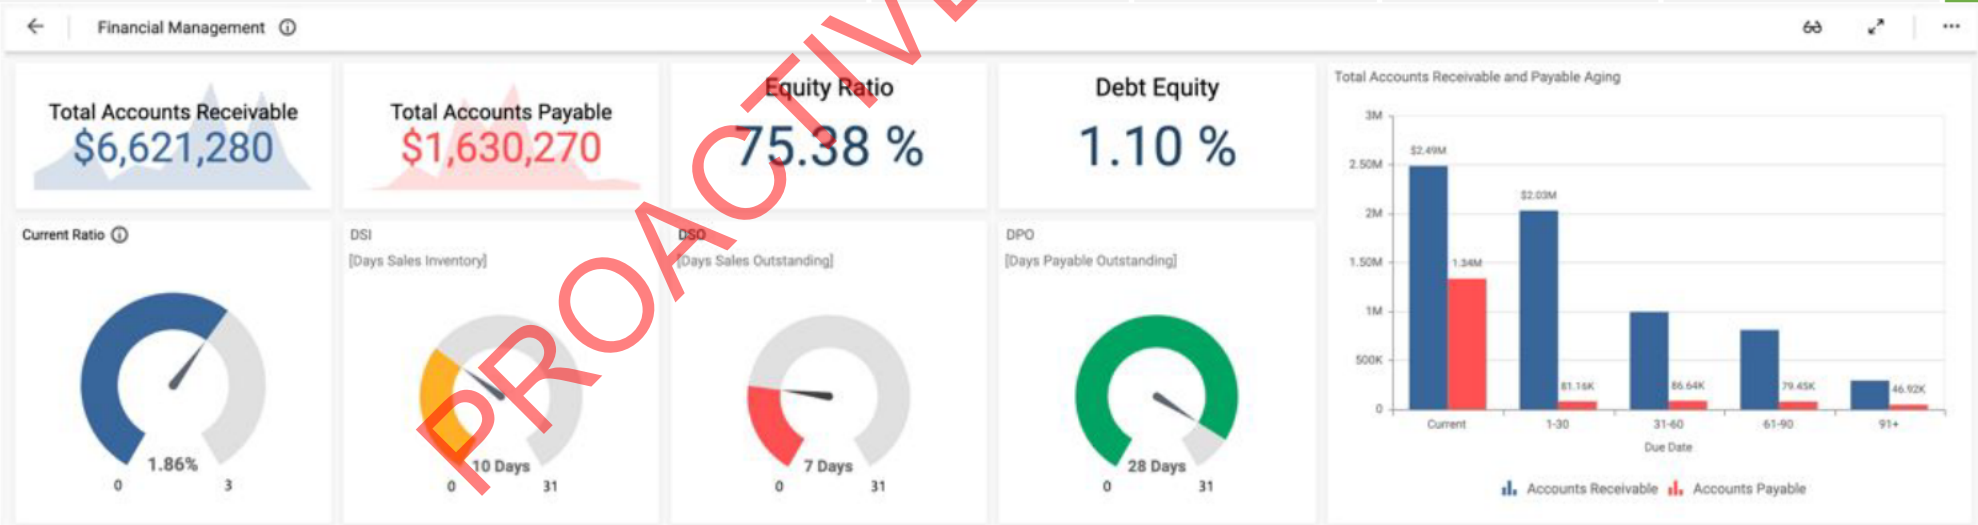 Financial Management
Total Accounts Receivable
$6,621,280
Total Accounts Payable
$1,630,270
Equity Ratio
75.38 %
Debt Equity
1.10 %
Current Ratio
1.86%
0
3
DSI
[Days Sales Inventory]
10 Days
0
31
DSO
[Days Sales Outstanding]
7 Days
0
31
DPO
[Days Payable Outstanding]
28 Days
0
31
Total Accounts Receivable and Payable Aging
3M
2.50M
2M
1.50M
1M
500K
0
$2.49M
1.34M
$2.03M
81.16K
86.64K
79.45K
46.92K
Current
1-30
31-60
61-90
91+
Due Date
Accounts Receivable
Accounts Payable
PROACTIVE